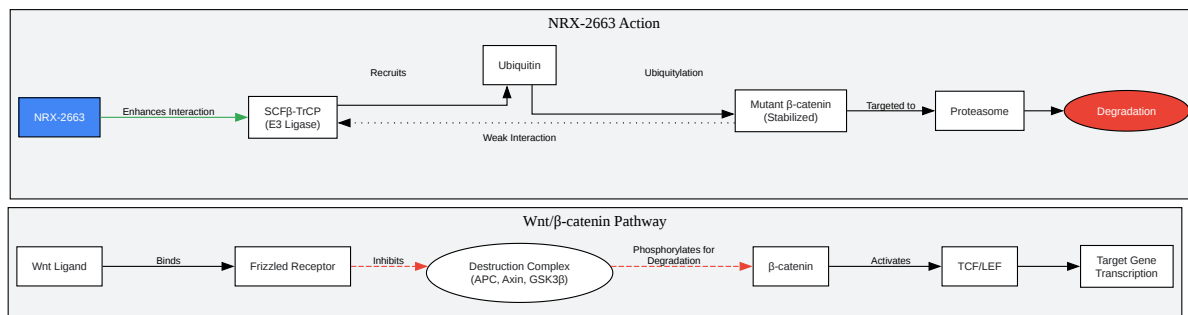 NRX-2663 Action
Ubiquitin
Recruits
Ubiquitylation
NRX-2663
Enhances Interaction
SCFβ-TrCP
(E3 Ligase)
Weak Interaction
Mutant β-catenin
(Stabilized)
Targeted to
Proteasome
Degradation
Wnt/β-catenin Pathway
Wnt Ligand
Binds
Frizzled Receptor
Inhibits
Destruction Complex
(APC, Axin, GSK3β)
Phosphorylates for
Degradation
β-catenin
Activates
TCF/LEF
Target Gene
Transcription